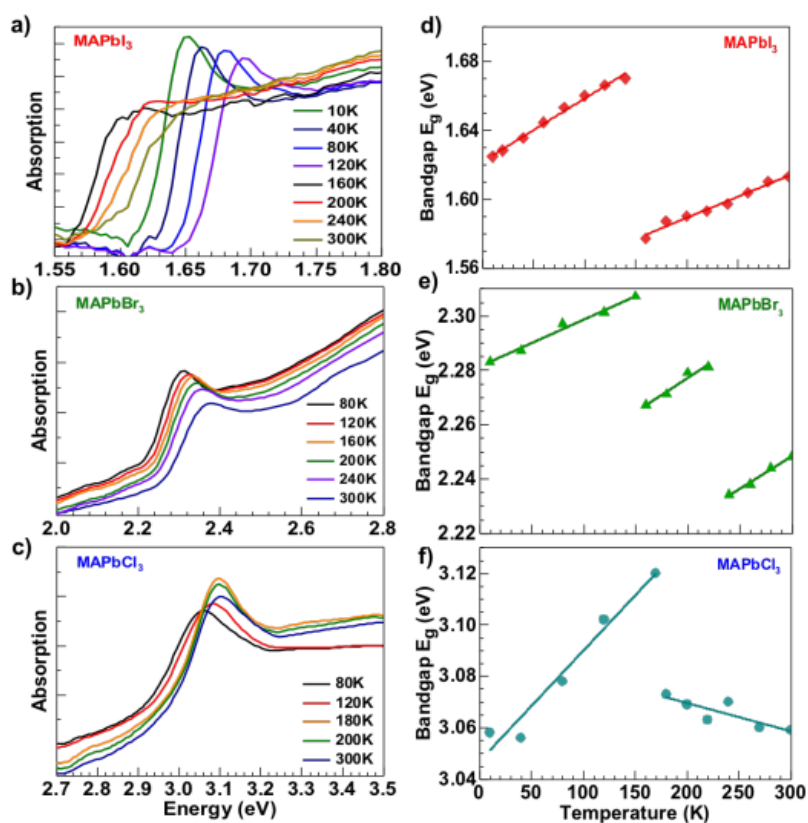 a)
MAPbI₃
Absorption
10K
40K
80K
120K
160K
200K
240K
300K
1.55 1.60 1.65 1.70 1.75 1.80
b)
MAPbBr₃
Absorption
80K
120K
160K
200K
240K
300K
2.0 2.2 2.4 2.6 2.8
c)
MAPbCl₃
Absorption
80K
120K
180K
200K
300K
2.7 2.8 2.9 3.0 3.1 3.2 3.3 3.4 3.5
Energy (eV)
d)
MAPbI₃
Bandgap E_g (eV)
1.68
1.64
1.60
1.56
e)
MAPbBr₃
Bandgap E_g (eV)
2.30
2.28
2.26
2.24
2.22
f)
MAPbCl₃
Bandgap E_g (eV)
3.12
3.10
3.08
3.06
3.04
0 50 100 150 200 250 300
Temperature (K)